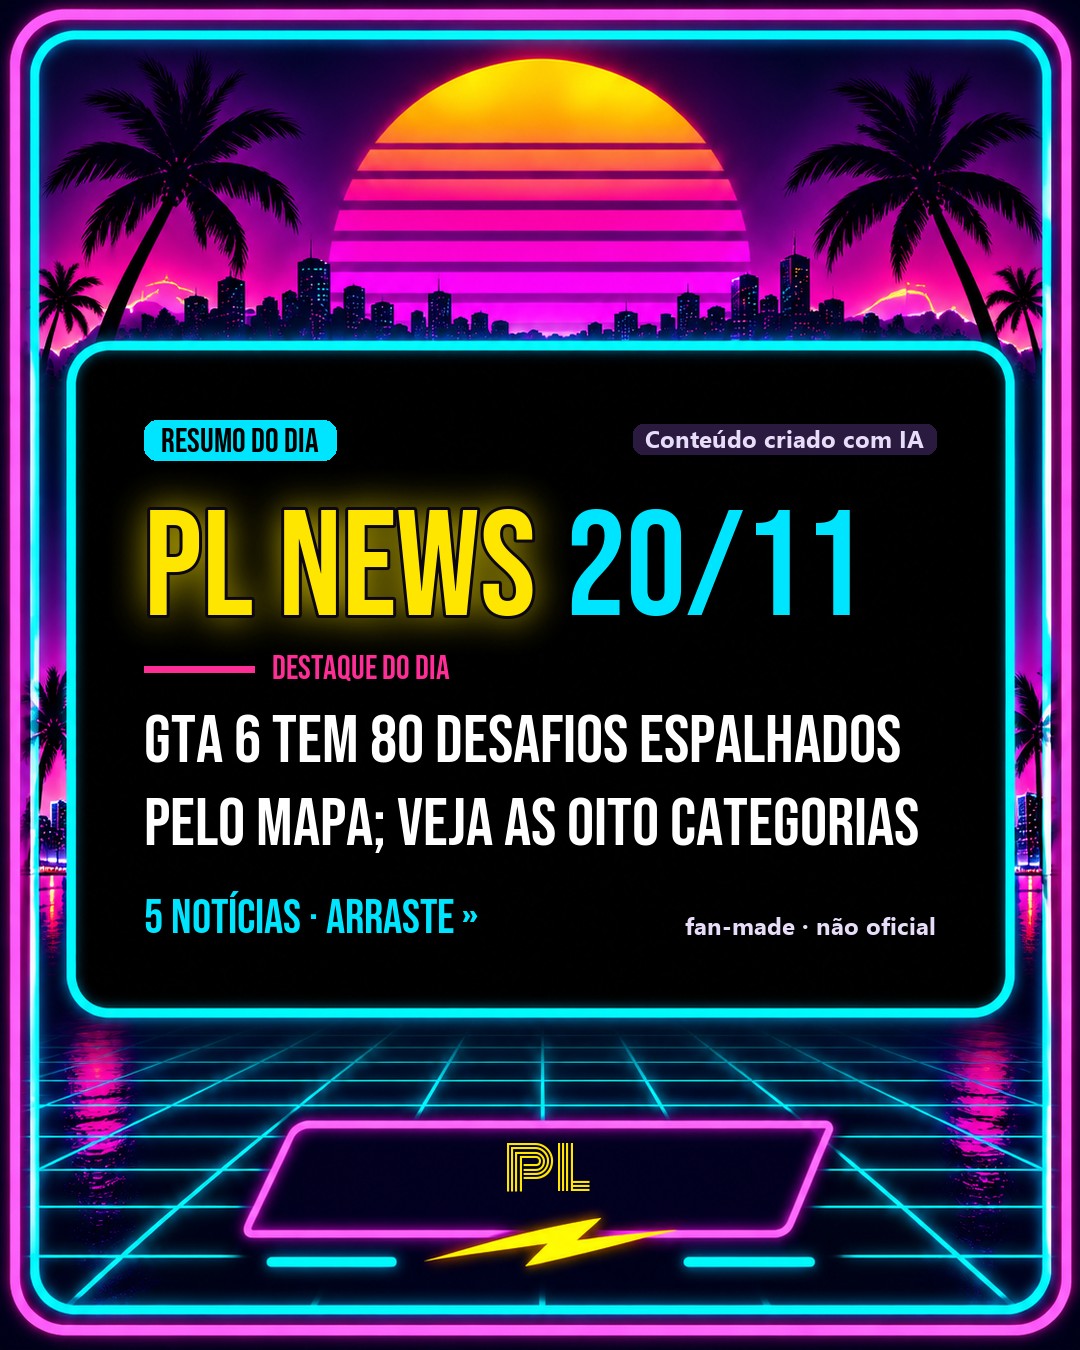 RESUMO DO DIA
Conteúdo criado com IA
PL NEWS 20/11
DESTAQUE DO DIA
GTA 6 TEM 80 DESAFIOS ESPALHADOS
PELO MAPA; VEJA AS OITO CATEGORIAS
5 NOTÍCIAS · ARRASTE »
fan-made · não oficial
PL